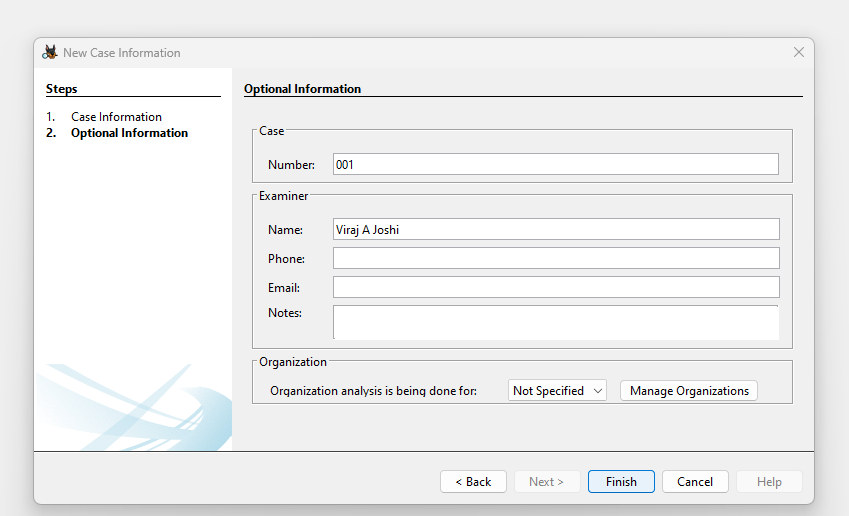 New Case Information
Steps
1. Case Information
2. Optional Information
Optional Information
Case
Number: 001
Examiner
Name: Viraj A Joshi
Phone:
Email:
Notes:
Organization
Organization analysis is being done for: Not Specified Manage Organizations
< Back Next > Finish Cancel Help